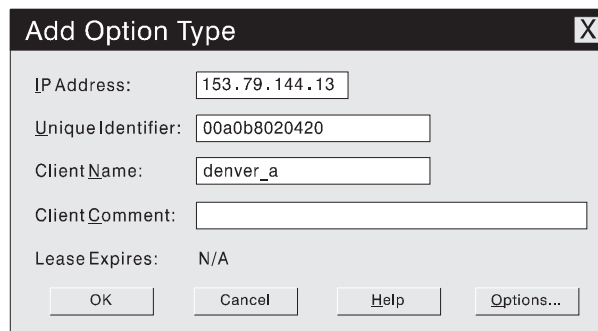 Add Option Type X
IP Address: 153.79.144.13
Unique Identifier: 00a0b8020420
Client Name: denver_a
Client Comment:
Lease Expires: N/A
OK Cancel Help Options...